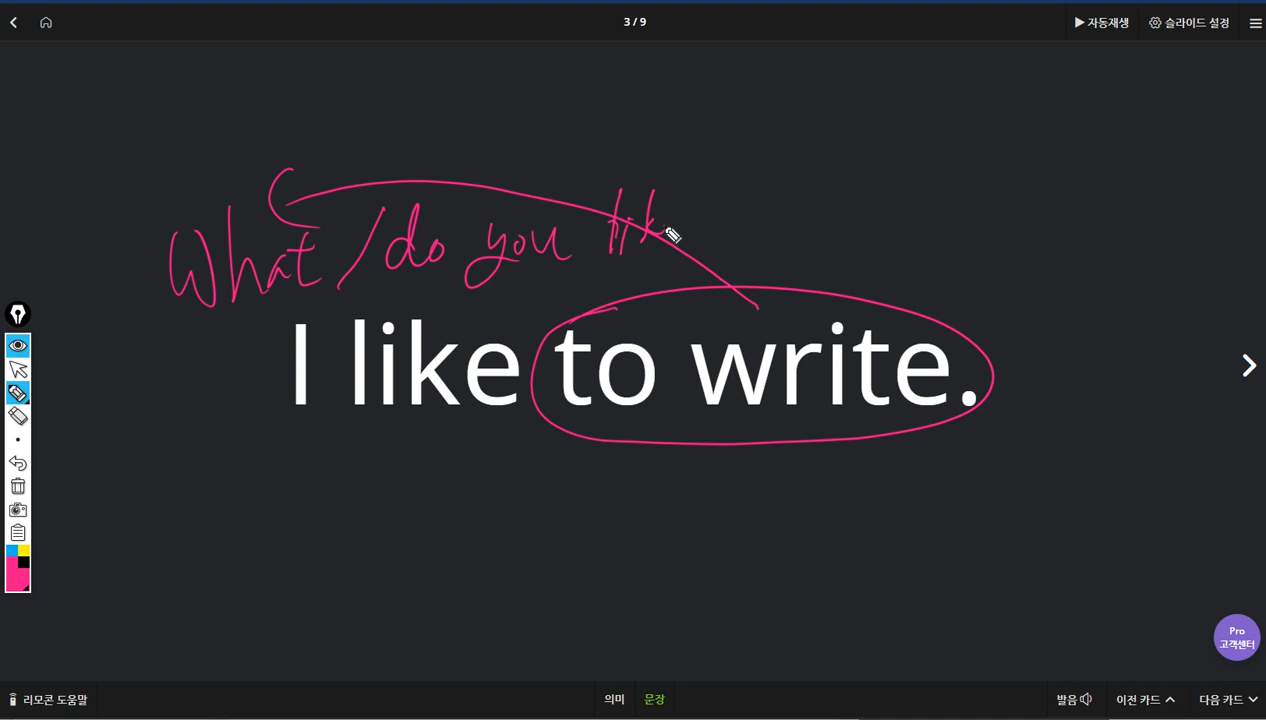 3 / 9
자동재생
슬라이드 설정
What / do you lik
I like to write.
Pro
고객센터
리모콘 도움말
의미
문장
발음
이전 카드
다음 카드